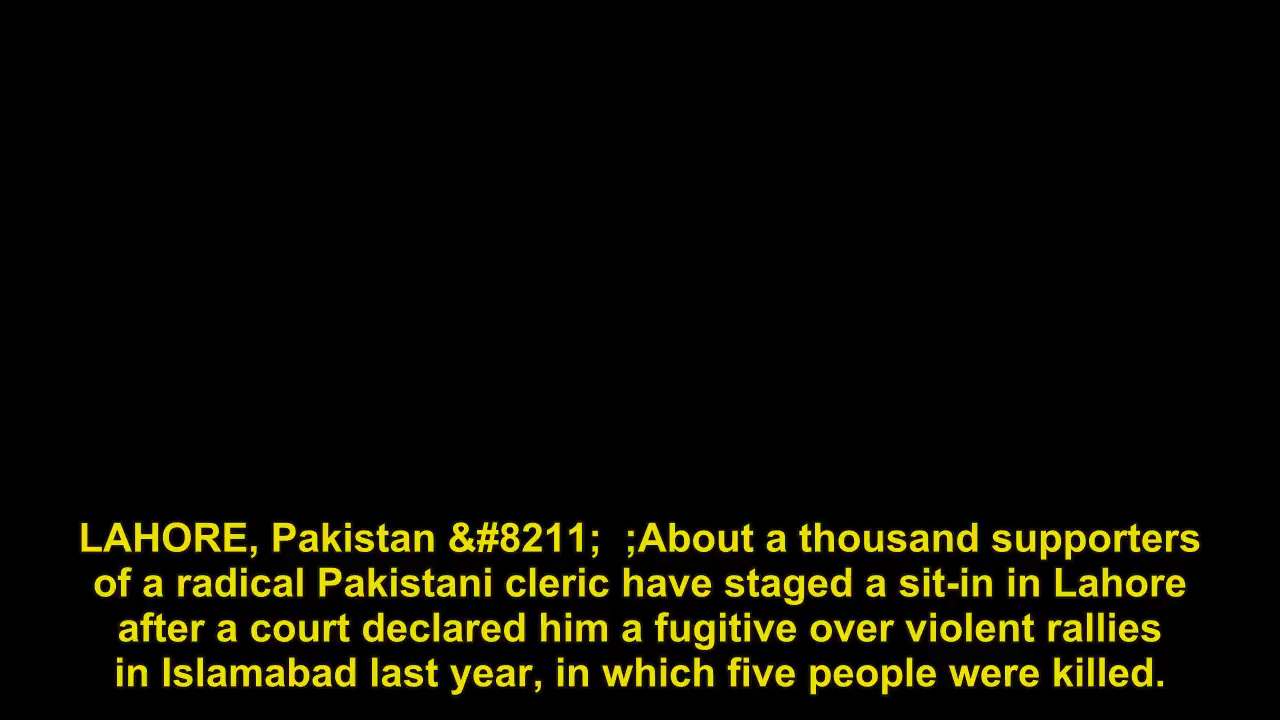 LAHORE, Pakistan &#8211;  ;About a thousand supporters
of a radical Pakistani cleric have staged a sit-in in Lahore
after a court declared him a fugitive over violent rallies
in Islamabad last year, in which five people were killed.